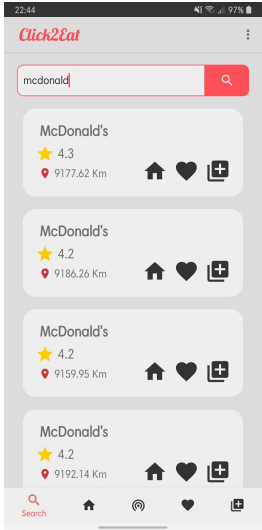 22:44
97%
Click2Eat
mcdonald
McDonald's
4.3
9177.62 Km
McDonald's
4.2
9186.26 Km
McDonald's
4.2
9159.95 Km
McDonald's
4.2
9192.14 Km
Search